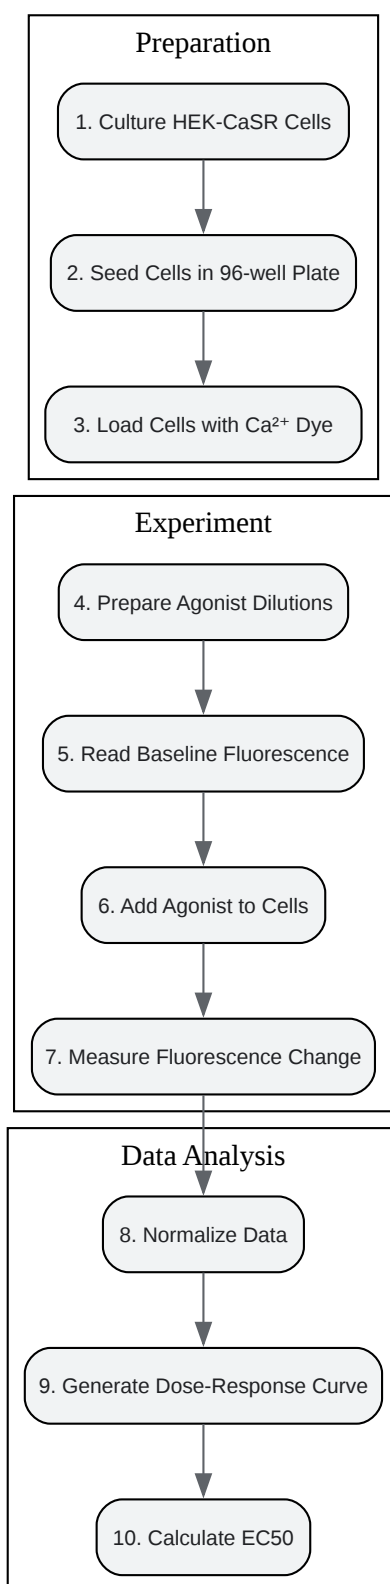 Preparation
1. Culture HEK-CaSR Cells
2. Seed Cells in 96-well Plate
3. Load Cells with Ca²⁺ Dye
Experiment
4. Prepare Agonist Dilutions
5. Read Baseline Fluorescence
6. Add Agonist to Cells
7. Measure Fluorescence Change
Data Analysis
8. Normalize Data
9. Generate Dose-Response Curve
10. Calculate EC50